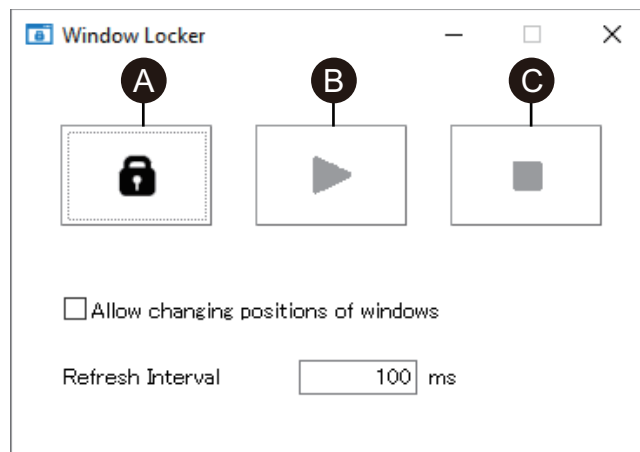 Window Locker
A B C
Allow changing positions of windows
Refresh Interval 100 ms